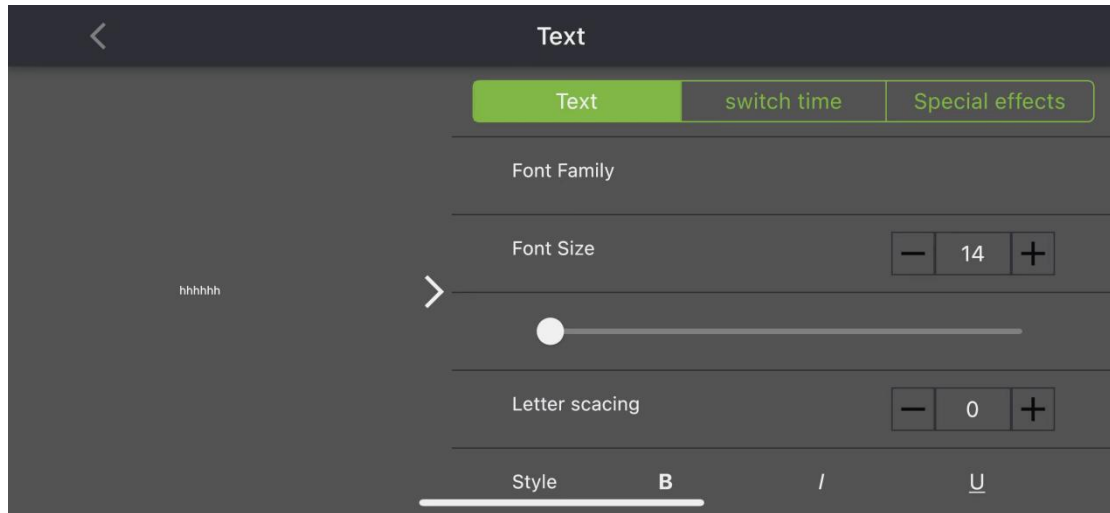 Text
Text switch time Special effects
Font Family
Font Size 14
hhhhhh
Letter scacing 0
Style B I U